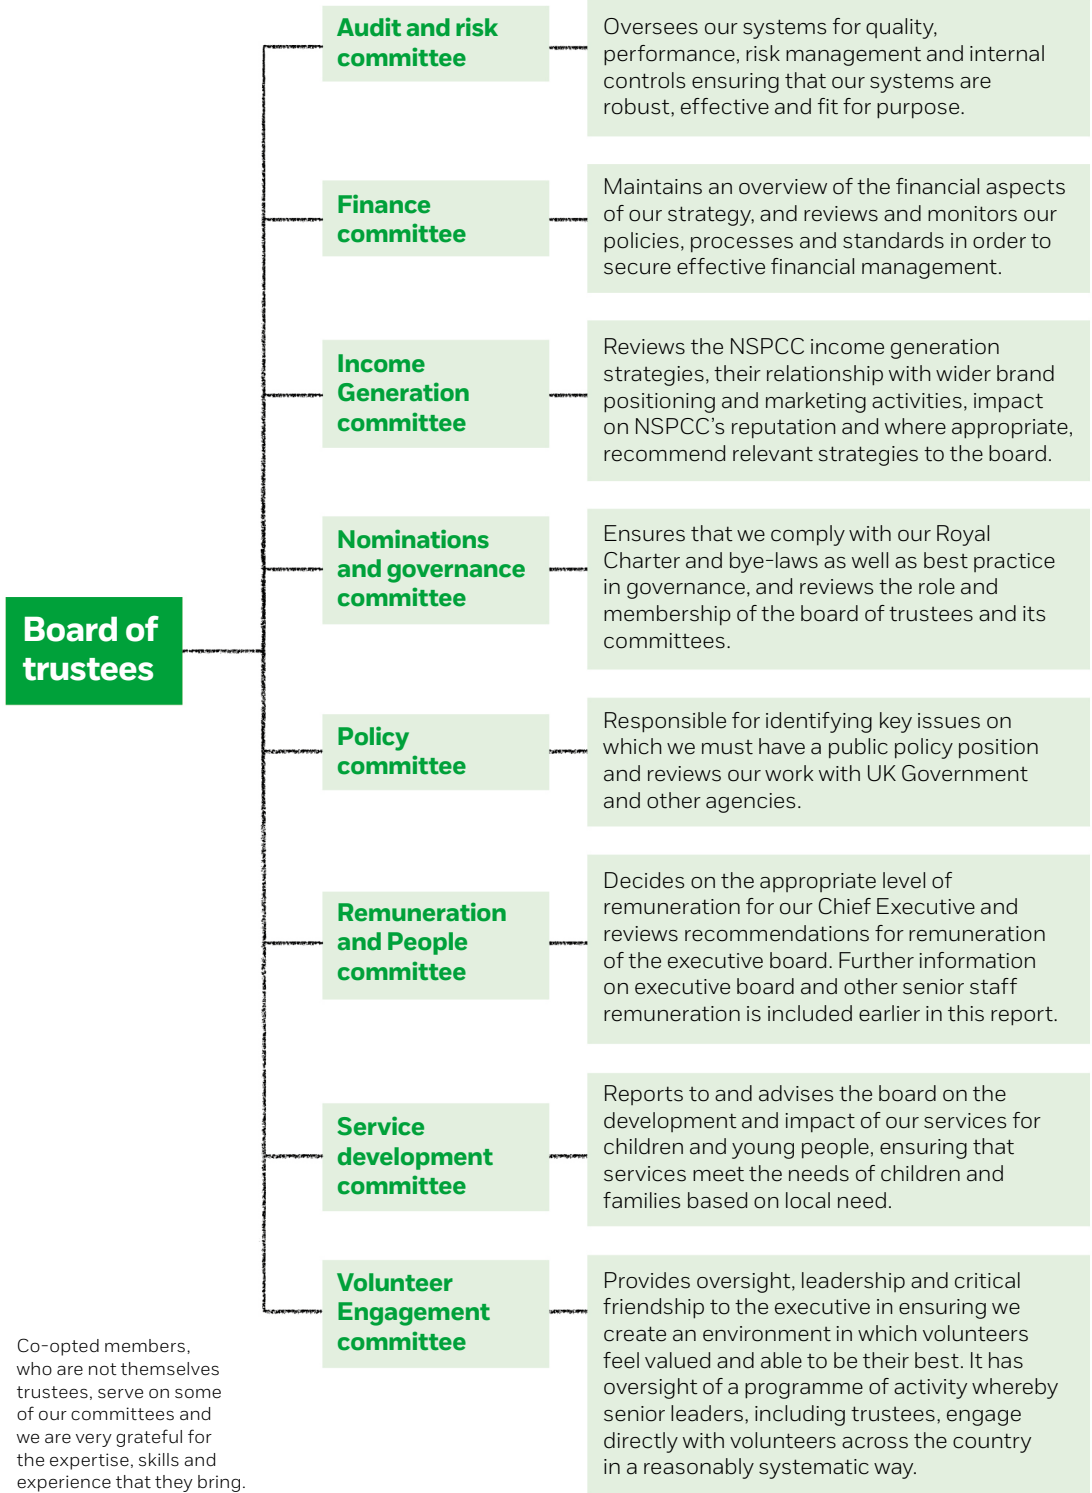 Board of
trustees
Audit and risk
committee
Oversees our systems for quality,
performance, risk management and internal
controls ensuring that our systems are
robust, effective and fit for purpose.
Finance
committee
Maintains an overview of the financial aspects
of our strategy, and reviews and monitors our
policies, processes and standards in order to
secure effective financial management.
Income
Generation
committee
Reviews the NSPCC income generation
strategies, their relationship with wider brand
positioning and marketing activities, impact
on NSPCC’s reputation and where appropriate,
recommend relevant strategies to the board.
Nominations
and governance
committee
Ensures that we comply with our Royal
Charter and bye-laws as well as best practice
in governance, and reviews the role and
membership of the board of trustees and its
committees.
Policy
committee
Responsible for identifying key issues on
which we must have a public policy position
and reviews our work with UK Government
and other agencies.
Remuneration
and People
committee
Decides on the appropriate level of
remuneration for our Chief Executive and
reviews recommendations for remuneration
of the executive board. Further information
on executive board and other senior staff
remuneration is included earlier in this report.
Service
development
committee
Reports to and advises the board on the
development and impact of our services for
children and young people, ensuring that
services meet the needs of children and
families based on local need.
Volunteer
Engagement
committee
Provides oversight, leadership and critical
friendship to the executive in ensuring we
create an environment in which volunteers
feel valued and able to be their best. It has
oversight of a programme of activity whereby
senior leaders, including trustees, engage
directly with volunteers across the country
in a reasonably systematic way.
Co-opted members,
who are not themselves
trustees, serve on some
of our committees and
we are very grateful for
the expertise, skills and
experience that they bring.